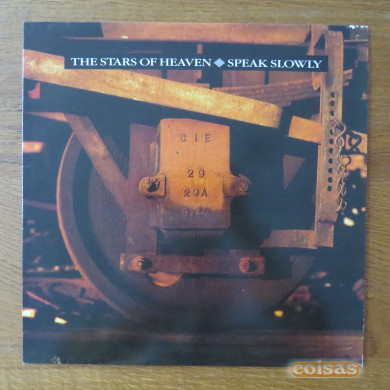 THE STARS OF HEAVEN ◆ SPEAK SLOWLY
CIE
29
29A
coisas